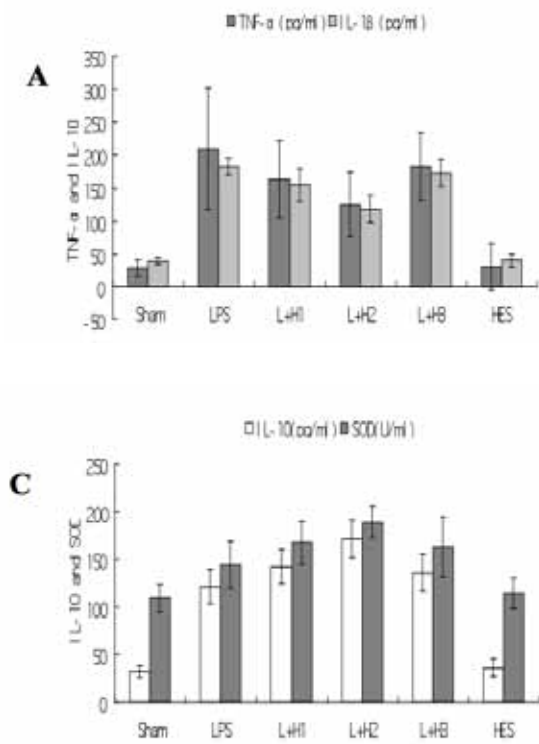 TNF-α (pg/ml) IL-1β (pg/ml)
A
TNF-α and IL-1β
350
300
250
200
150
100
50
0
-50
Sham LPS L+H1 L+H2 L+H3 HES
IL-10(pg/ml) SOD(U/ml)
C
IL-10 and SOD
250
200
150
100
50
0
Sham LPS L+H1 L+H2 L+H3 HES